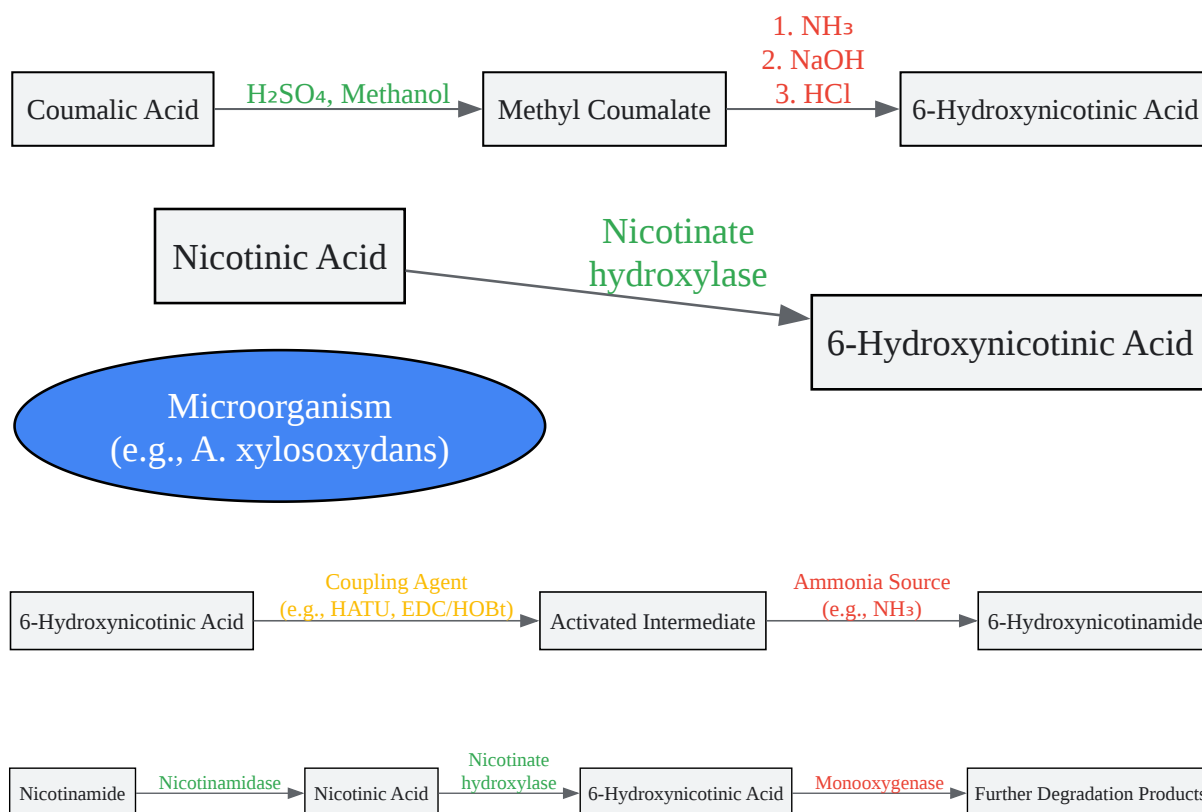 1. NH₃
2. NaOH
3. HCl
H₂SO₄, Methanol
Coumalic Acid
Methyl Coumalate
6-Hydroxynicotinic Acid
Nicotinic Acid
Nicotinate
hydroxylase
6-Hydroxynicotinic Acid
Microorganism
(e.g., A. xylosoxydans)
6-Hydroxynicotinic Acid
Coupling Agent
(e.g., HATU, EDC/HOBt)
Activated Intermediate
Ammonia Source
(e.g., NH₃)
6-Hydroxynicotinamide
Nicotinamide
Nicotinamidase
Nicotinic Acid
Nicotinate
hydroxylase
6-Hydroxynicotinic Acid
Monooxygenase
Further Degradation Products